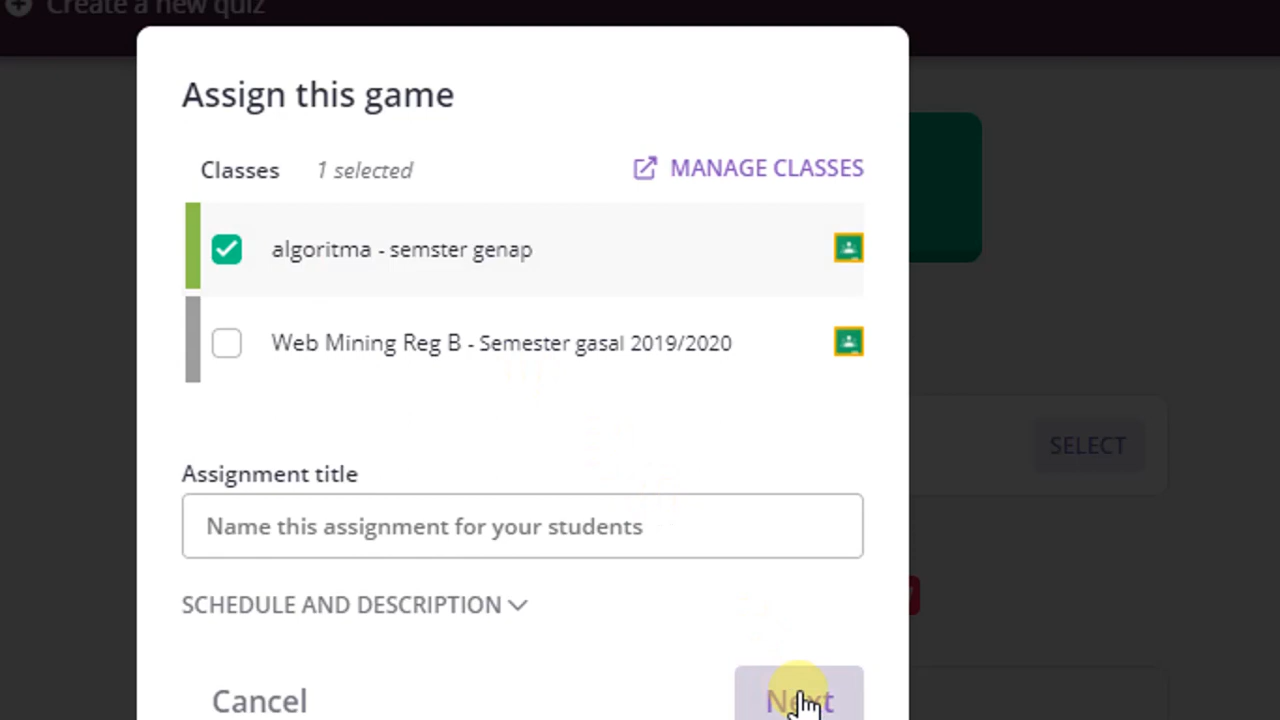 Create a new quiz
Assign this game
Classes 1 selected MANAGE CLASSES
algoritma - semster genap
Web Mining Reg B - Semester gasal 2019/2020
SELECT
Assignment title
Name this assignment for your students
SCHEDULE AND DESCRIPTION
Cancel Next